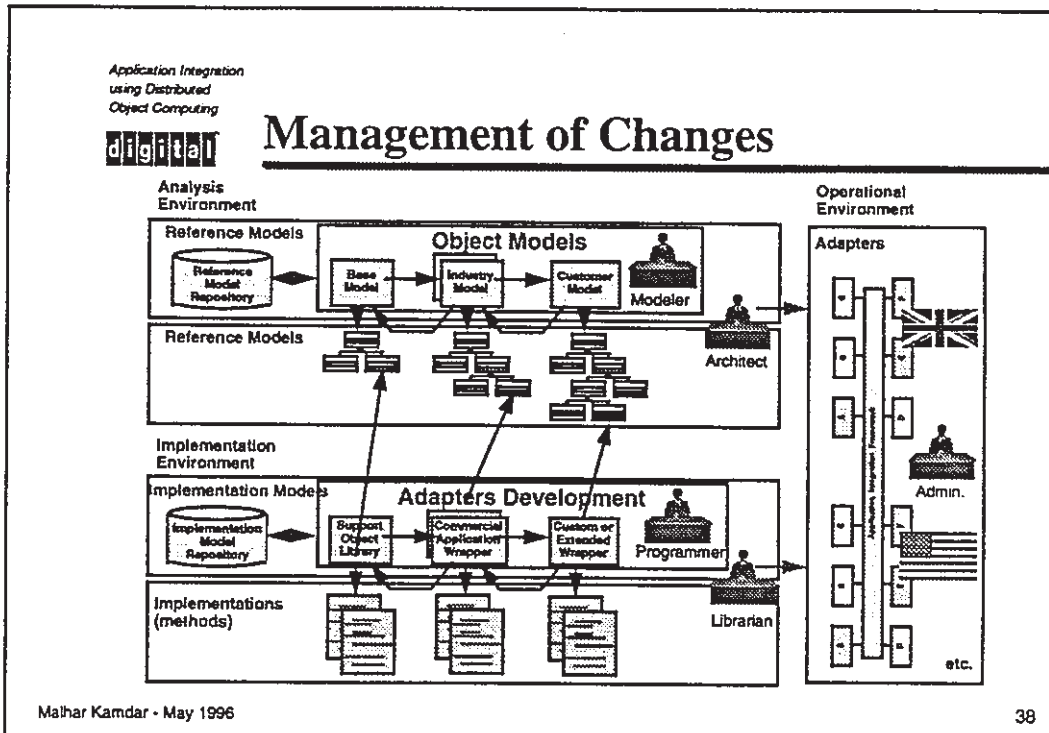 Application Integration
using Distributed
Object Computing
digital
Management of Changes
Analysis
Environment
Reference Models
Reference
Model
Repository
Object Models
Base
Model
Industry
Model
Customer
Model
Modeler
Reference Models
Architect
Implementation
Environment
Implementation Models
Implementation
Model
Repository
Adapters Development
Support
Object
Library
Commercial
Application
Wrapper
Custom or
Extended
Wrapper
Programmer
Implementations
(methods)
Librarian
Operational
Environment
Adapters
Application Integration Framework
Admin.
etc.
Malhar Kamdar - May 1996
38